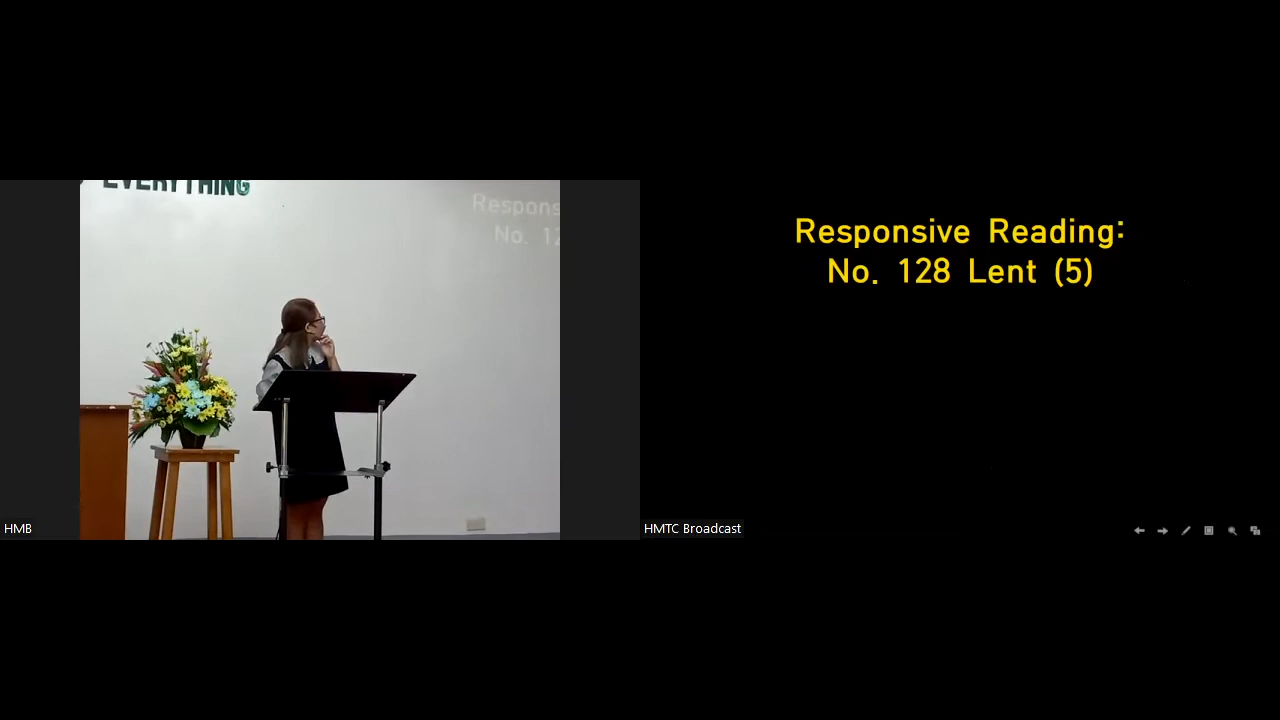 EVERYTHING
Respons
No. 12
HMB
Responsive Reading:
No. 128 Lent (5)
HMTC Broadcast